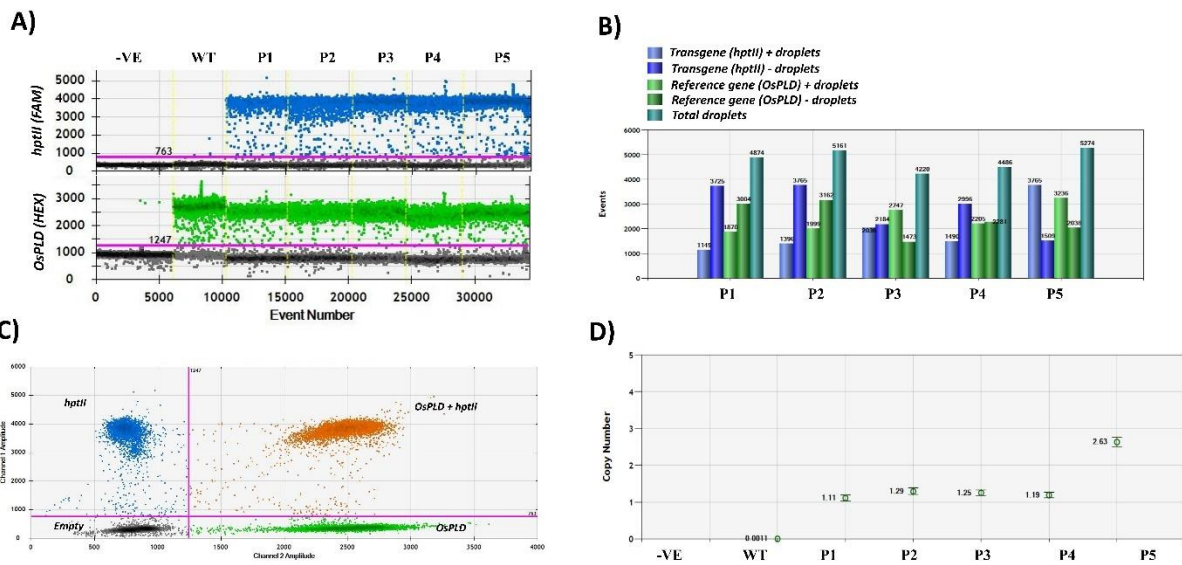 A)
-VE WT P1 P2 P3 P4 P5
hptII (FAM)
5000
4000
3000
2000
1000
0
763
OsPLD (HEX)
3000
2000
1000
0
1247
0 5000 10000 15000 20000 25000 30000
Event Number
B)
Transgene (hptII) + droplets
Transgene (hptII) - droplets
Reference gene (OsPLD) + droplets
Reference gene (OsPLD) - droplets
Total droplets
Events
6000
5000
4000
3000
2000
1000
0
1149 3725 1870 3004 4874
1396 3765 1999 3162 5161
2184 2747 1473 4220
1490 2996 2205 2281 4486
3765 1509 3236 2038 5274
P1 P2 P3 P4 P5
C)
Channel 1 Amplitude
6000
5000
4000
3000
2000
1000
0
1247
hptII
OsPLD + hptII
763
Empty
OsPLD
0 500 1000 1500 2000 2500 3000 3500 4000
Channel 2 Amplitude
D)
Copy Number
5
4
3
2
1
0
0.0011
1.11
1.29
1.25
1.19
2.63
-VE WT P1 P2 P3 P4 P5